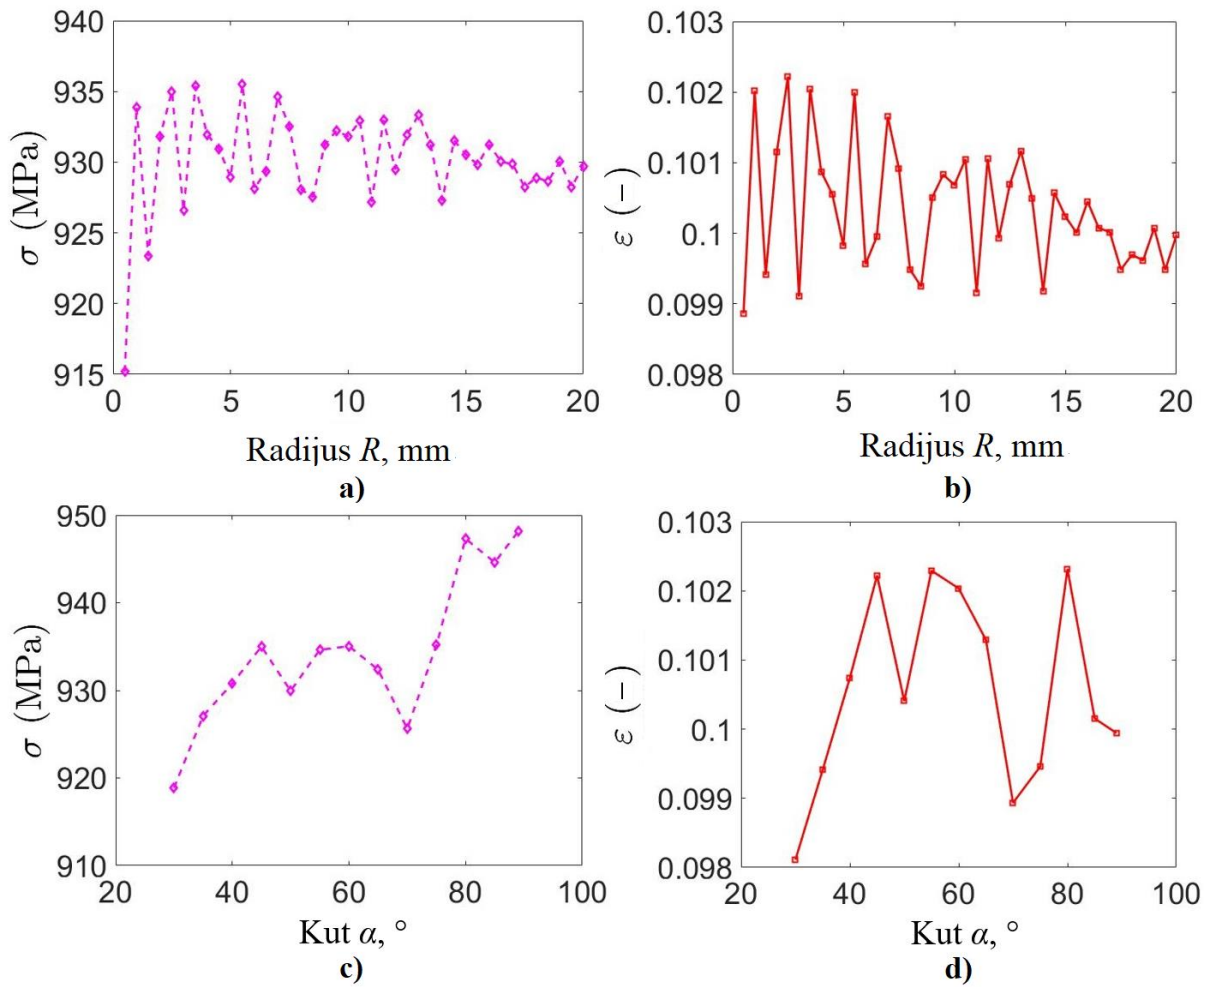 940
935
930
925
920
915
σ (MPa)
0 5 10 15 20
Radijus R, mm
a)
0.103
0.102
0.101
0.1
0.099
0.098
ε (−)
0 5 10 15 20
Radijus R, mm
b)
950
940
930
920
910
σ (MPa)
20 40 60 80 100
Kut α, °
c)
0.103
0.102
0.101
0.1
0.099
0.098
ε (−)
20 40 60 80 100
Kut α, °
d)